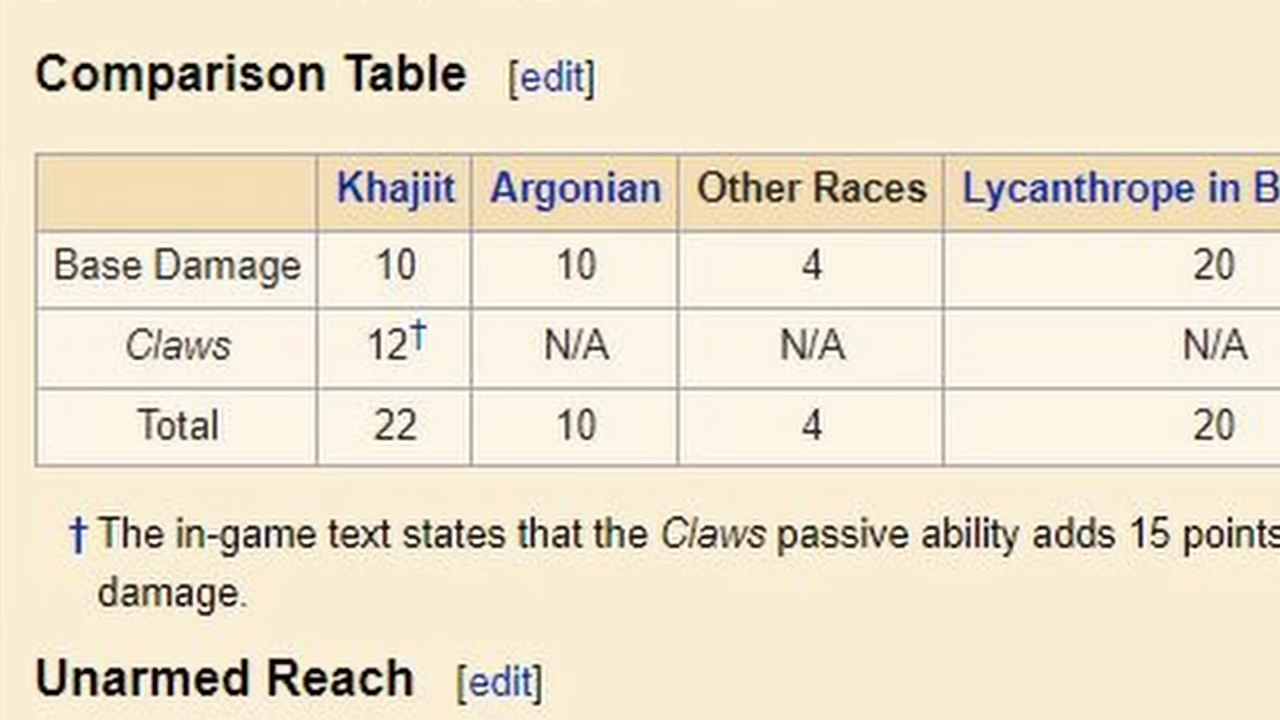 Comparison Table [edit]
Khajiit Argonian Other Races Lycanthrope in B
Base Damage 10 10 4 20
Claws 12† N/A N/A N/A
Total 22 10 4 20
† The in-game text states that the Claws passive ability adds 15 points
damage.
Unarmed Reach [edit]